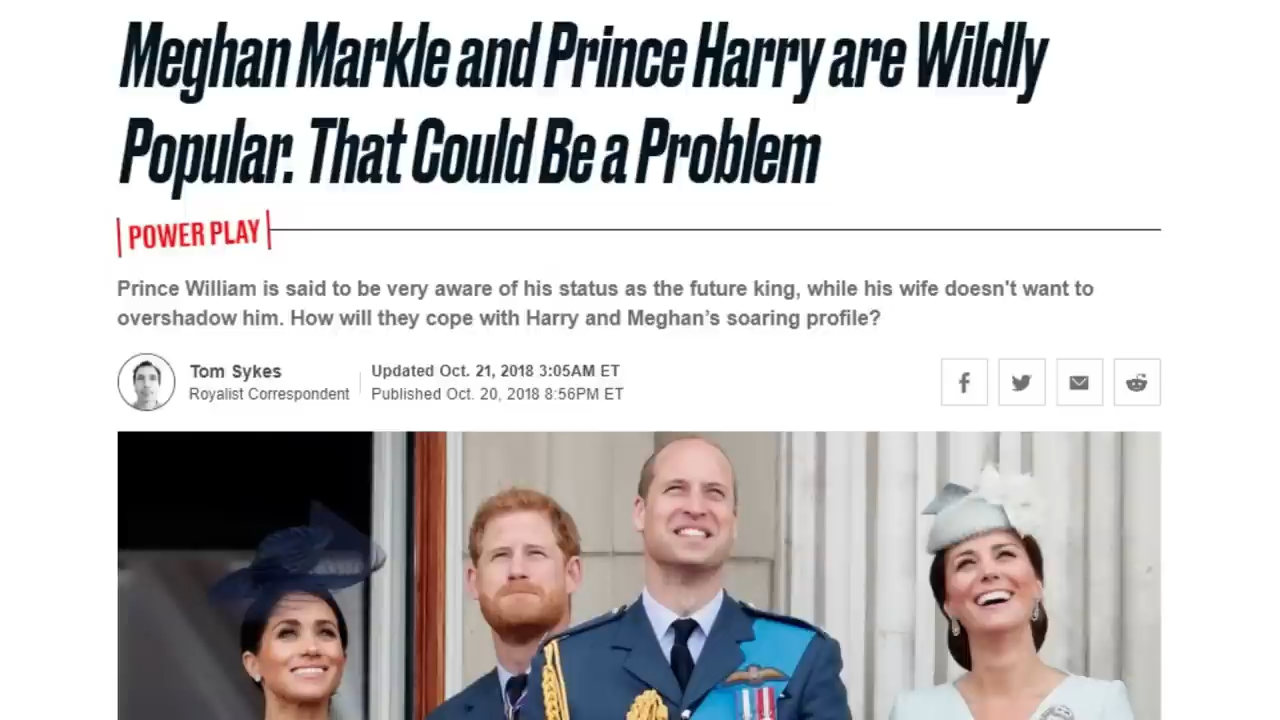 Meghan Markle and Prince Harry are Wildly
Popular. That Could Be a Problem
POWER PLAY
Prince William is said to be very aware of his status as the future king, while his wife doesn't want to
overshadow him. How will they cope with Harry and Meghan’s soaring profile?
Tom Sykes
Royalist Correspondent
Updated Oct. 21, 2018 3:05AM ET
Published Oct. 20, 2018 8:56PM ET